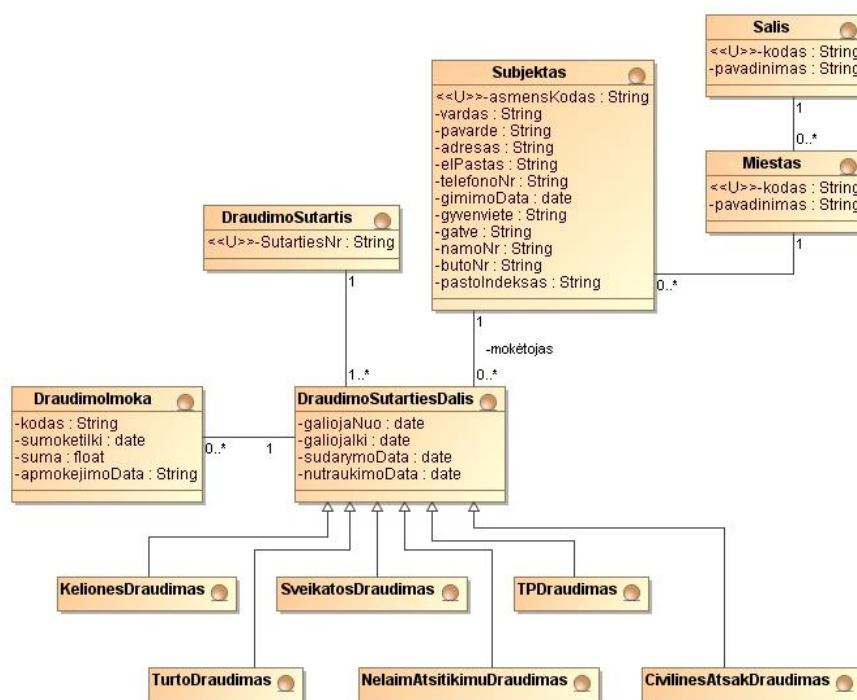 Salis
<<U>>-kodas : String
-pavadinimas : String
1
0..*
Miestas
<<U>>-kodas : String
-pavadinimas : String
1
0..*
Subjektas
<<U>>-asmensKodas : String
-vardas : String
-pavarde : String
-adresas : String
-elPastas : String
-telefonoNr : String
-gimimoData : date
-gyvenviete : String
-gatve : String
-namoNr : String
-butoNr : String
-pastoIndeksas : String
1
-mokėtojas
0..*
DraudimoSutartis
<<U>>-SutartiesNr : String
1
1..*
DraudimoImoka
-kodas : String
-sumoketiIki : date
-suma : float
-apmokejimoData : String
0..*
1
DraudimoSutartiesDalis
-galiojaNuo : date
-galiojaIki : date
-sudarymoData : date
-nutraukimoData : date
KelionesDraudimas
SveikatosDraudimas
TPDraudimas
TurtoDraudimas
NelaimAtsitikimuDraudimas
CivilinesAtsakDraudimas